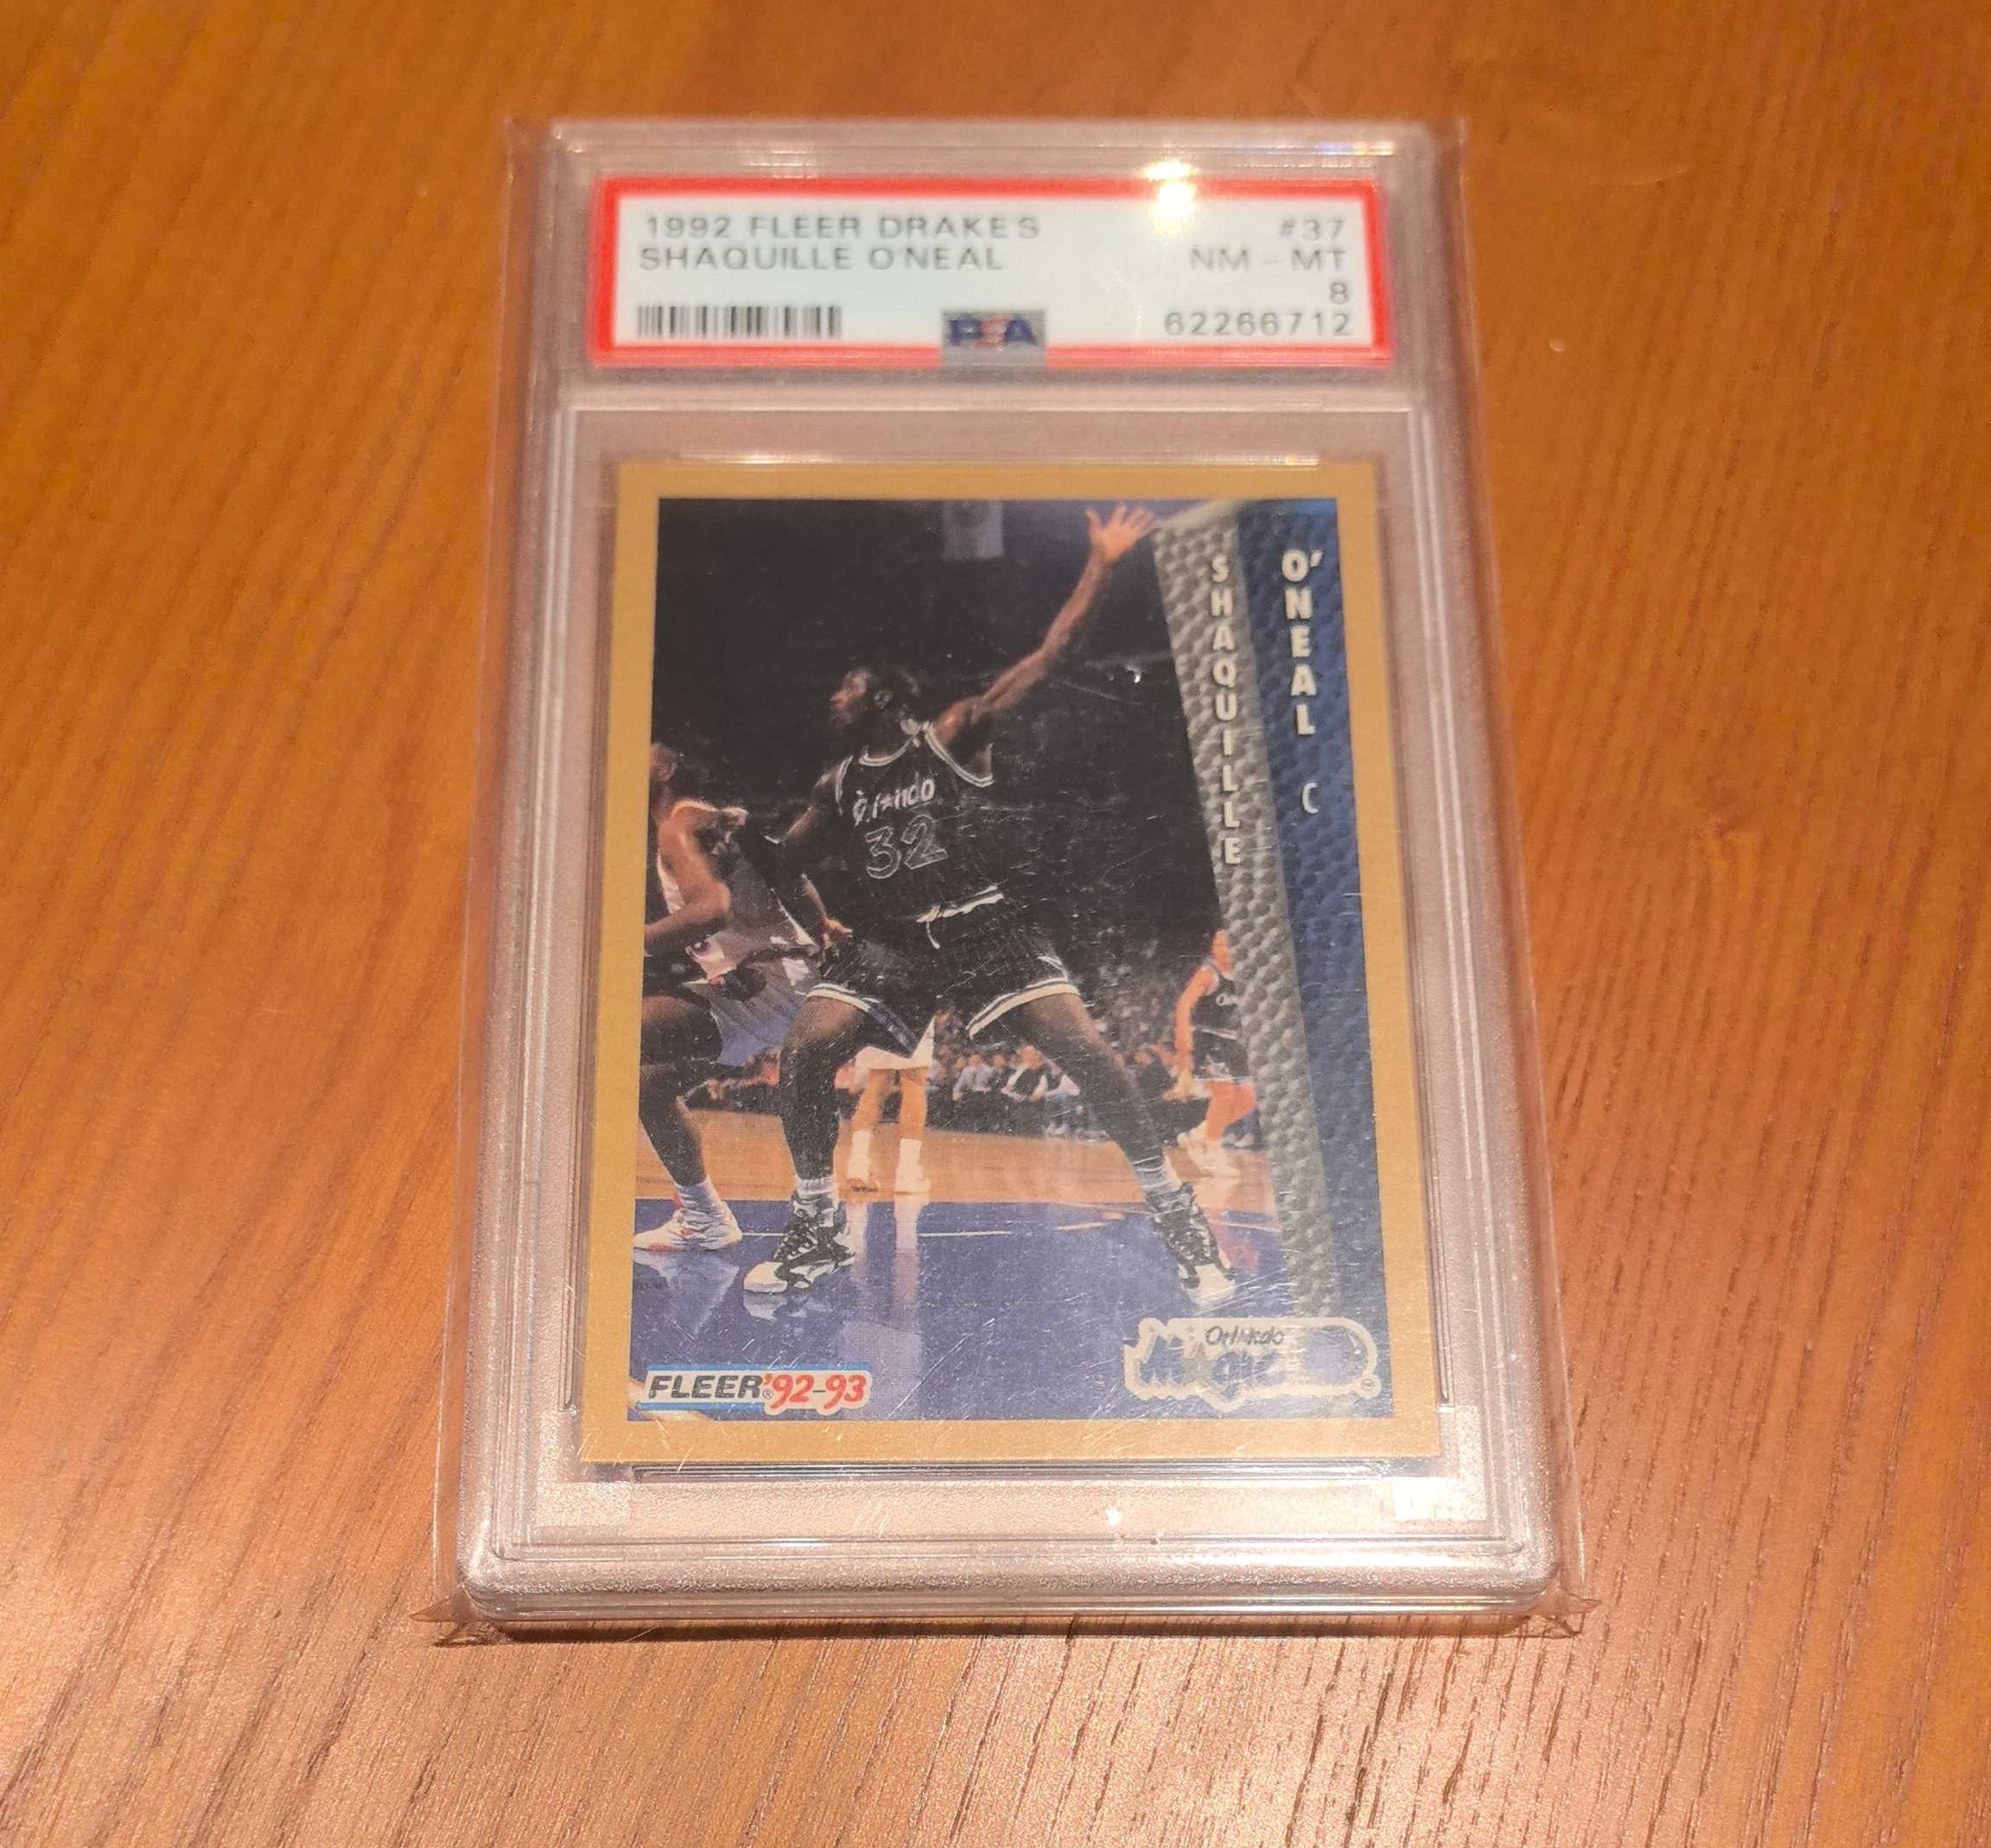 1992 FLEER DRAKE'S #37
SHAQUILLE O'NEAL NM - MT
8
PSA 62266712
SHAQUILLE
O'NEAL C
Orlando
32
FLEER® '92-93
Orlando
Magic